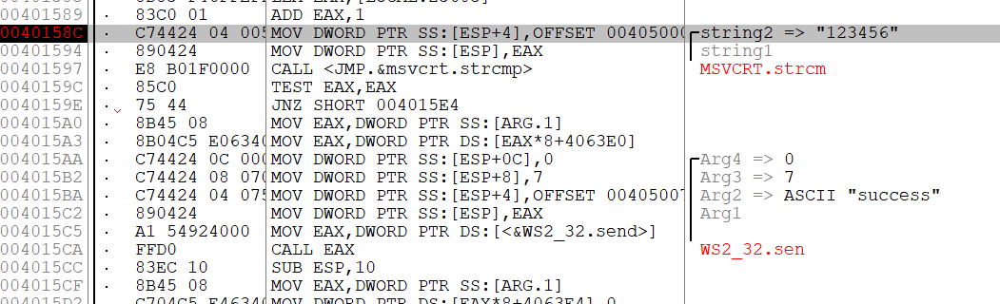 00401589 · 83C0 01 ADD EAX,1
0040158C · C74424 04 005 MOV DWORD PTR SS:[ESP+4],OFFSET 00405000 string2 => "123456"
00401594 · 890424 MOV DWORD PTR SS:[ESP],EAX string1
00401597 · E8 B01F0000 CALL <JMP.&msvcrt.strcmp> MSVCRT.strcm
0040159C · 85C0 TEST EAX,EAX
0040159E · 75 44 JNZ SHORT 004015E4
004015A0 · 8B45 08 MOV EAX,DWORD PTR SS:[ARG.1]
004015A3 · 8B04C5 E06340 MOV EAX,DWORD PTR DS:[EAX*8+4063E0]
004015AA · C74424 0C 000 MOV DWORD PTR SS:[ESP+0C],0 Arg4 => 0
004015B2 · C74424 08 070 MOV DWORD PTR SS:[ESP+8],7 Arg3 => 7
004015BA · C74424 04 075 MOV DWORD PTR SS:[ESP+4],OFFSET 00405007 Arg2 => ASCII "success"
004015C2 · 890424 MOV DWORD PTR SS:[ESP],EAX Arg1
004015C5 · A1 54924000 MOV EAX,DWORD PTR DS:[<&WS2_32.send>]
004015CA · FFD0 CALL EAX WS2_32.sen
004015CC · 83EC 10 SUB ESP,10
004015CF · 8B45 08 MOV EAX,DWORD PTR SS:[ARG.1]